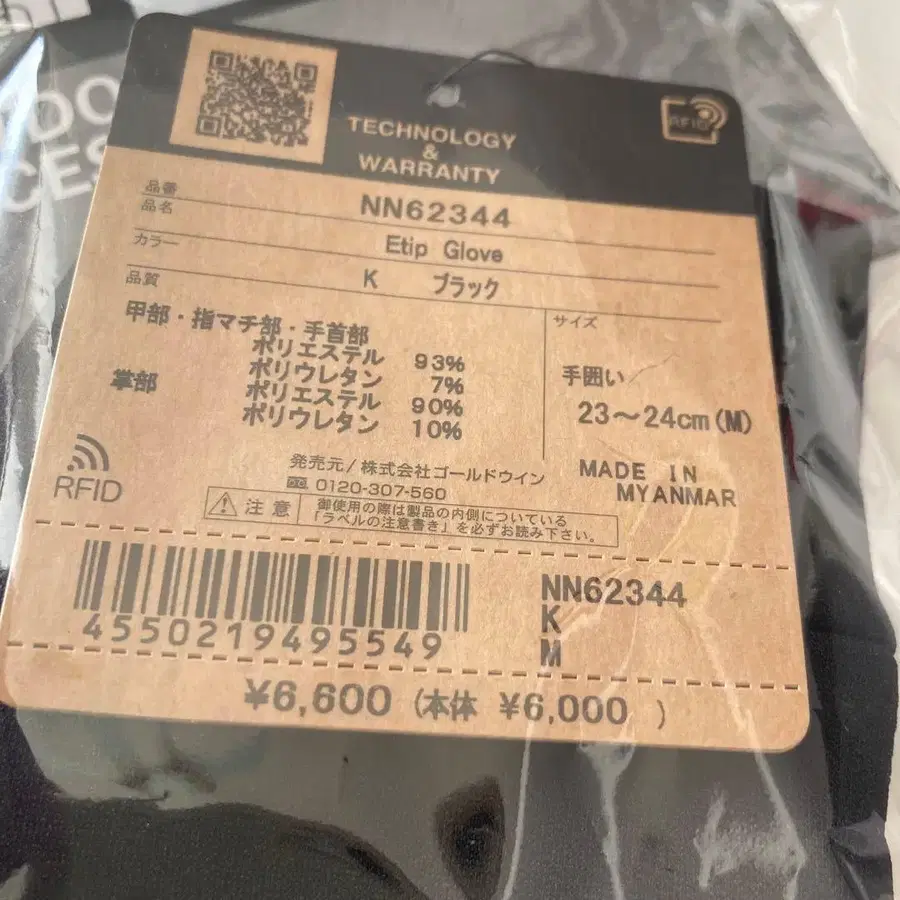 DO
CES
RFID
TECHNOLOGY
&
WARRANTY
品番 NN62344
品名 Etip Glove
カラー K ブラック
品質
甲部・指マチ部・手首部
ポリエステル 93%
ポリウレタン 7%
掌部 ポリエステル 90%
ポリウレタン 10%
サイズ
手囲い
23～24cm(M)
RFID
発売元/株式会社ゴールドウイン
0120-307-560
MADE IN
MYANMAR
注意
御使用の際は製品の内側についている
「ラベルの注意書き」を必ずお読み下さい。
4550219495549
NN62344
K
M
¥6,600 (本体 ¥6,000 )